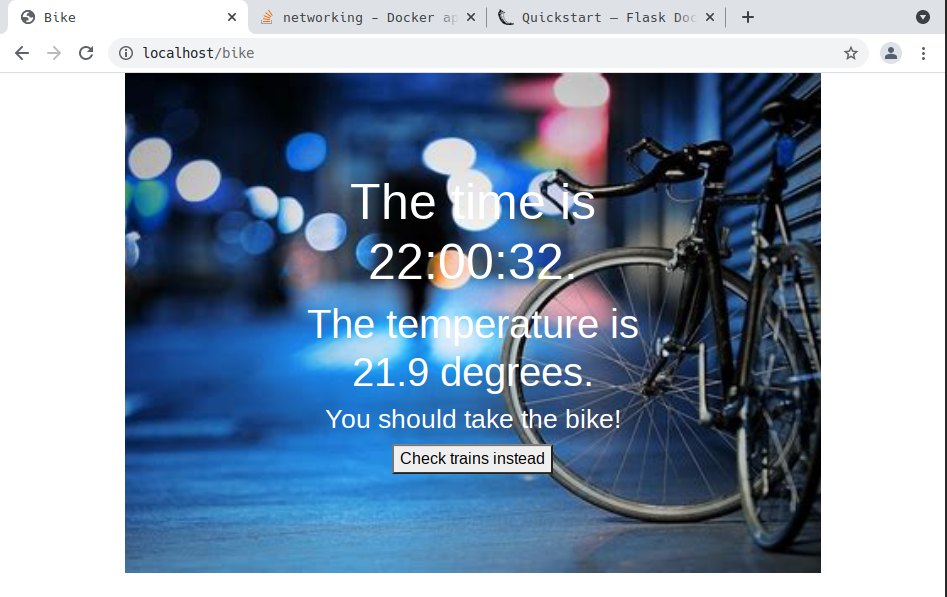 Bike
networking - Docker ap
Quickstart — Flask Doc
localhost/bike
The time is
22:00:32.
The temperature is
21.9 degrees.
You should take the bike!
Check trains instead